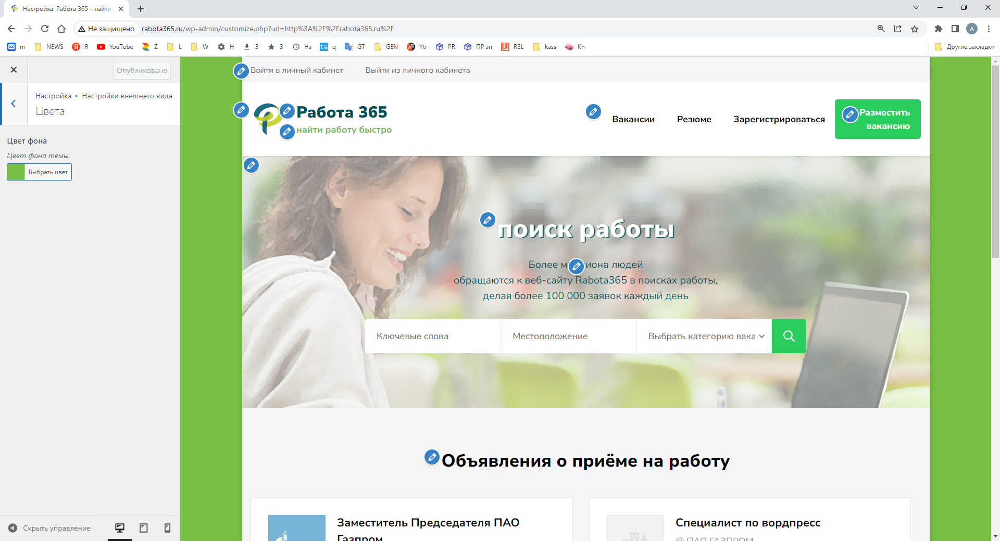 Настройка: Работа 365 – найти
Не защищено
rabota365.ru/wp-admin/customize.php?url=http%3A%2F%2Frabota365.ru%2F
A
m
NEWS
Я
YouTube
Z
L
W
H
3
3
Hs
q
GT
GEN
Ytr
PR
ПР эп
RSL
kass
Kn
Другие закладки
Опубликовано
Настройка ▸ Настройки внешнего вида
Цвета
Цвет фона
Цвет фона темы.
Выбрать цвет
Скрыть управление
Войти в личный кабинет
Выйти из личного кабинета
Работа 365
найти работу быстро
Вакансии
Резюме
Зарегистрироваться
Разместить
вакансию
поиск работы
Более м иона людей
обращаются к веб-сайту Rabota365 в поисках работы,
делая более 100 000 заявок каждый день
Ключевые слова
Местоположение
Выбрать категорию вака
Объявления о приёме на работу
Заместитель Председателя ПАО
Газпром
Специалист по вордпресс
@ ПАО ГАЗПРОМ